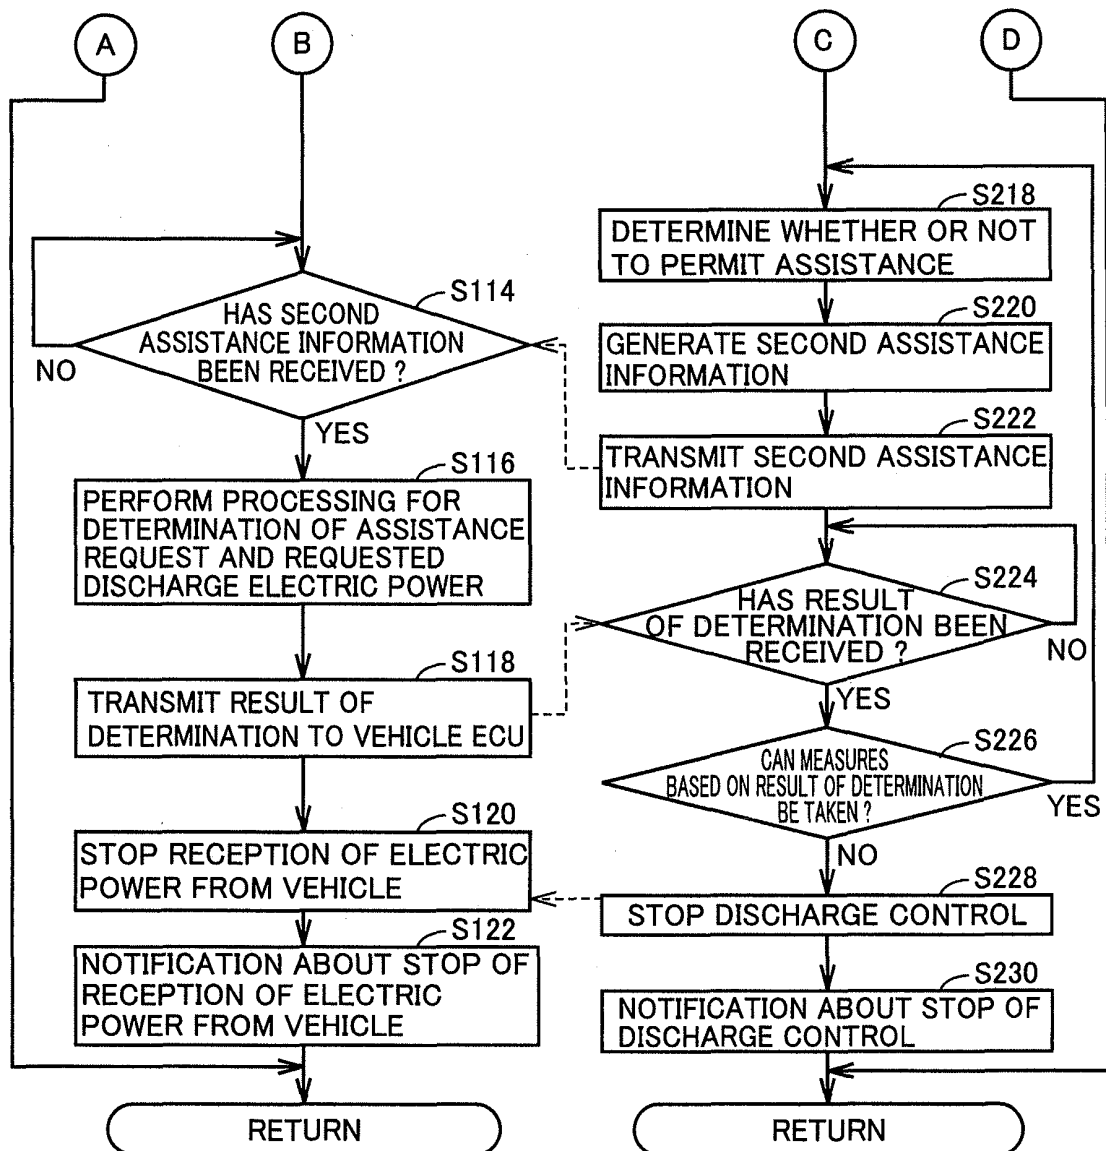 A
B
C
D
S114
HAS SECOND
ASSISTANCE INFORMATION
BEEN RECEIVED ?
NO
YES
S116
PERFORM PROCESSING FOR
DETERMINATION OF ASSISTANCE
REQUEST AND REQUESTED
DISCHARGE ELECTRIC POWER
S118
TRANSMIT RESULT OF
DETERMINATION TO VEHICLE ECU
S120
STOP RECEPTION OF ELECTRIC
POWER FROM VEHICLE
S122
NOTIFICATION ABOUT STOP OF
RECEPTION OF ELECTRIC
POWER FROM VEHICLE
RETURN
S218
DETERMINE WHETHER OR NOT
TO PERMIT ASSISTANCE
S220
GENERATE SECOND ASSISTANCE
INFORMATION
S222
TRANSMIT SECOND ASSISTANCE
INFORMATION
S224
HAS RESULT
OF DETERMINATION BEEN
RECEIVED ?
NO
YES
S226
CAN MEASURES
BASED ON RESULT OF DETERMINATION
BE TAKEN ?
YES
NO
S228
STOP DISCHARGE CONTROL
S230
NOTIFICATION ABOUT STOP OF
DISCHARGE CONTROL
RETURN